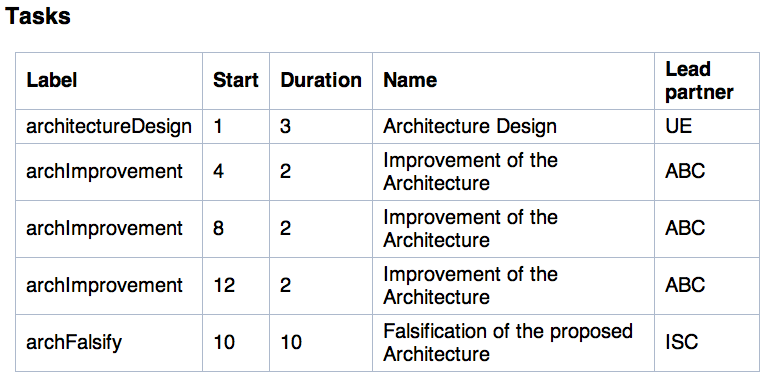 Tasks
Label Start Duration Name Lead partner
architectureDesign 1 3 Architecture Design UE
archImprovement 4 2 Improvement of the Architecture ABC
archImprovement 8 2 Improvement of the Architecture ABC
archImprovement 12 2 Improvement of the Architecture ABC
archFalsify 10 10 Falsification of the proposed Architecture ISC